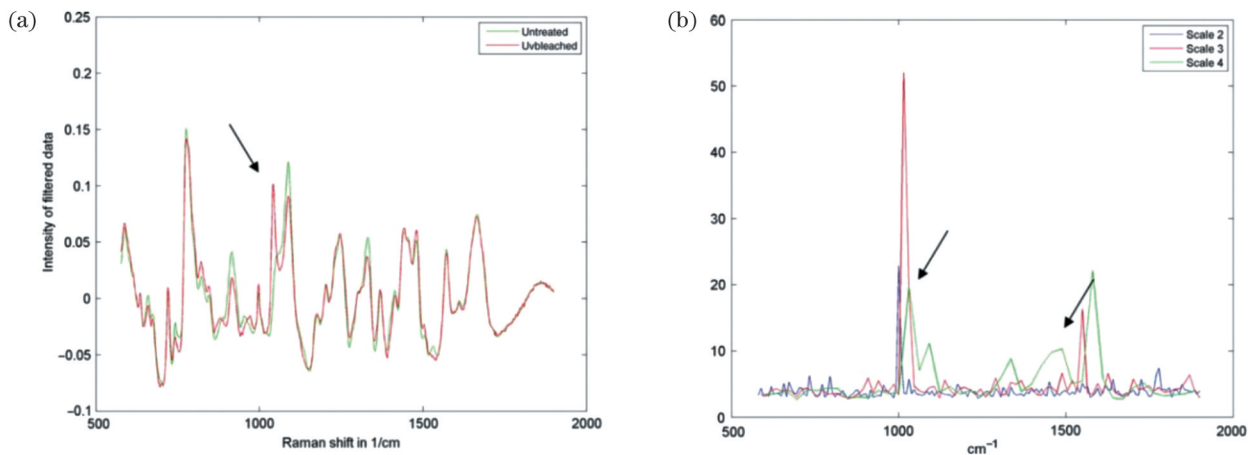 (a)
0.25
0.2
0.15
0.1
0.05
0
−0.05
−0.1
500
1000
1500
2000
Intensity of filtered data
Raman shift in 1/cm
Untreated
Uvbleached
(b)
60
50
40
30
20
10
0
500
1000
1500
2000
cm⁻¹
Scale 2
Scale 3
Scale 4